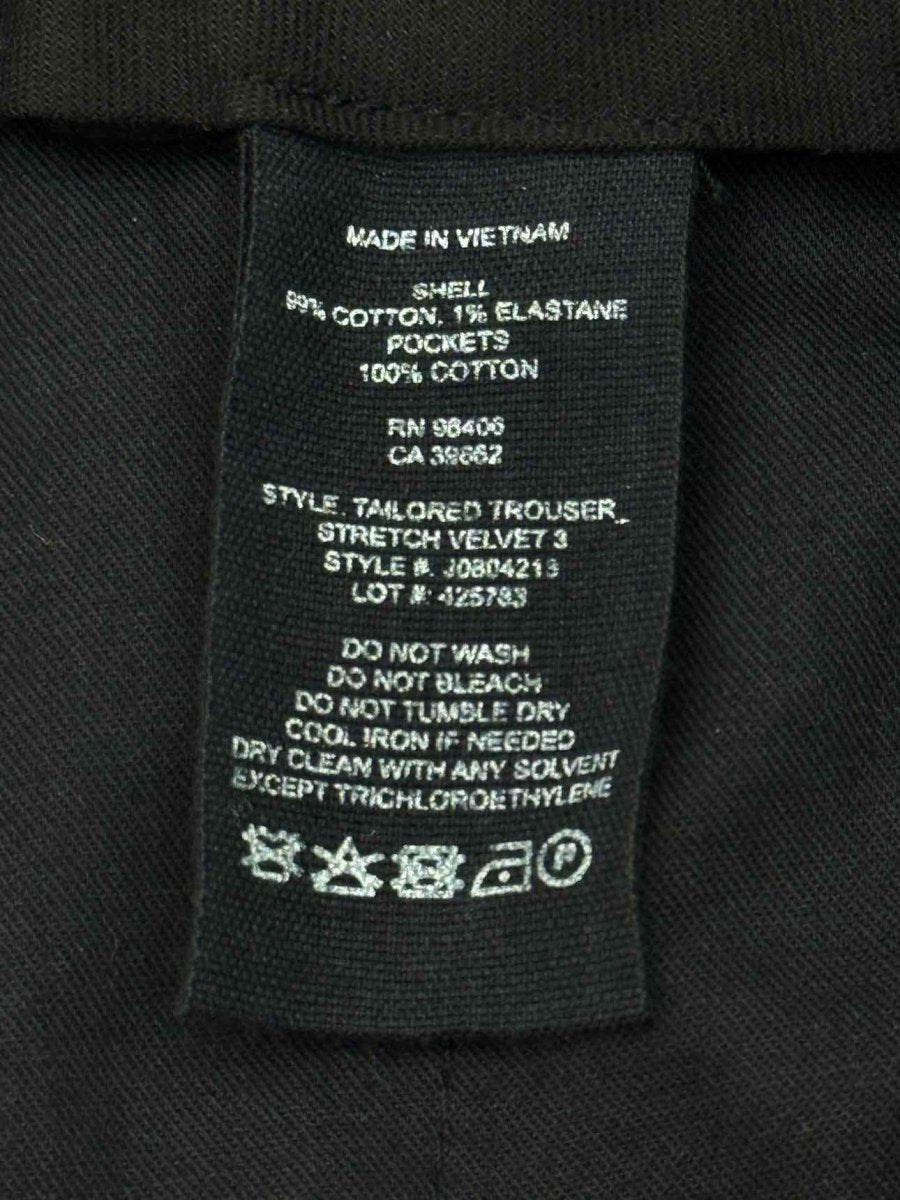 MADE IN VIETNAM
SHELL
99% COTTON, 1% ELASTANE
POCKETS
100% COTTON
RN 98406
CA 39662
STYLE. TAILORED TROUSER_
STRETCH VELVET 3
STYLE #. J0804213
LOT #: 425783
DO NOT WASH
DO NOT BLEACH
DO NOT TUMBLE DRY
COOL IRON IF NEEDED
DRY CLEAN WITH ANY SOLVENT
EXCEPT TRICHLOROETHYLENE
P